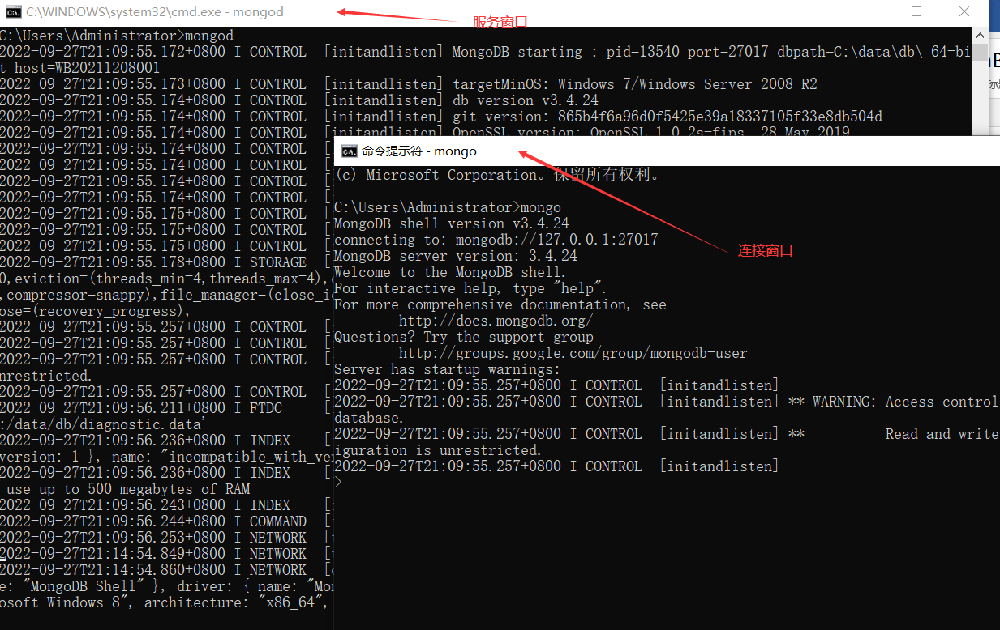 C:\WINDOWS\system32\cmd.exe - mongod
服务窗口
C:\Users\Administrator>mongod
2022-09-27T21:09:55.172+0800 I CONTROL [initandlisten] MongoDB starting : pid=13540 port=27017 dbpath=C:\data\db\ 64-bi
t host=WB20211208001
2022-09-27T21:09:55.173+0800 I CONTROL [initandlisten] targetMinOS: Windows 7/Windows Server 2008 R2
2022-09-27T21:09:55.174+0800 I CONTROL [initandlisten] db version v3.4.24
2022-09-27T21:09:55.174+0800 I CONTROL [initandlisten] git version: 865b4f6a96d0f5425e39a18337105f33e8db504d
2022-09-27T21:09:55.174+0800 I CONTROL [initandlisten] OpenSSL version: OpenSSL 1.0.2s-fips 28 May 2019
2022-09-27T21:09:55.174+0800 I CONTROL [
2022-09-27T21:09:55.174+0800 I CONTROL [
2022-09-27T21:09:55.174+0800 I CONTROL [
2022-09-27T21:09:55.174+0800 I CONTROL [
2022-09-27T21:09:55.175+0800 I CONTROL [
2022-09-27T21:09:55.175+0800 I CONTROL [
2022-09-27T21:09:55.175+0800 I CONTROL [
2022-09-27T21:09:55.178+0800 I STORAGE [
0,eviction=(threads_min=4,threads_max=4),
,compressor=snappy),file_manager=(close_i
ose=(recovery_progress),
2022-09-27T21:09:55.257+0800 I CONTROL [
2022-09-27T21:09:55.257+0800 I CONTROL [
2022-09-27T21:09:55.257+0800 I CONTROL [
nrestricted.
2022-09-27T21:09:55.257+0800 I CONTROL [
2022-09-27T21:09:56.211+0800 I FTDC [
:/data/db/diagnostic.data'
2022-09-27T21:09:56.236+0800 I INDEX [
version: 1 }, name: "incompatible_with_ve
2022-09-27T21:09:56.236+0800 I INDEX [
use up to 500 megabytes of RAM
2022-09-27T21:09:56.243+0800 I INDEX [
2022-09-27T21:09:56.244+0800 I COMMAND [
2022-09-27T21:09:56.253+0800 I NETWORK [
2022-09-27T21:14:54.849+0800 I NETWORK [
2022-09-27T21:14:54.860+0800 I NETWORK [
e: "MongoDB Shell" }, driver: { name: "Mo
osoft Windows 8", architecture: "x86_64",
命令提示符 - mongo
(c) Microsoft Corporation。保留所有权利。
C:\Users\Administrator>mongo
MongoDB shell version v3.4.24
connecting to: mongodb://127.0.0.1:27017
连接窗口
MongoDB server version: 3.4.24
Welcome to the MongoDB shell.
For interactive help, type "help".
For more comprehensive documentation, see
http://docs.mongodb.org/
Questions? Try the support group
http://groups.google.com/group/mongodb-user
Server has startup warnings:
2022-09-27T21:09:55.257+0800 I CONTROL [initandlisten]
2022-09-27T21:09:55.257+0800 I CONTROL [initandlisten] ** WARNING: Access control
database.
2022-09-27T21:09:55.257+0800 I CONTROL [initandlisten] ** Read and write
iguration is unrestricted.
2022-09-27T21:09:55.257+0800 I CONTROL [initandlisten]
>